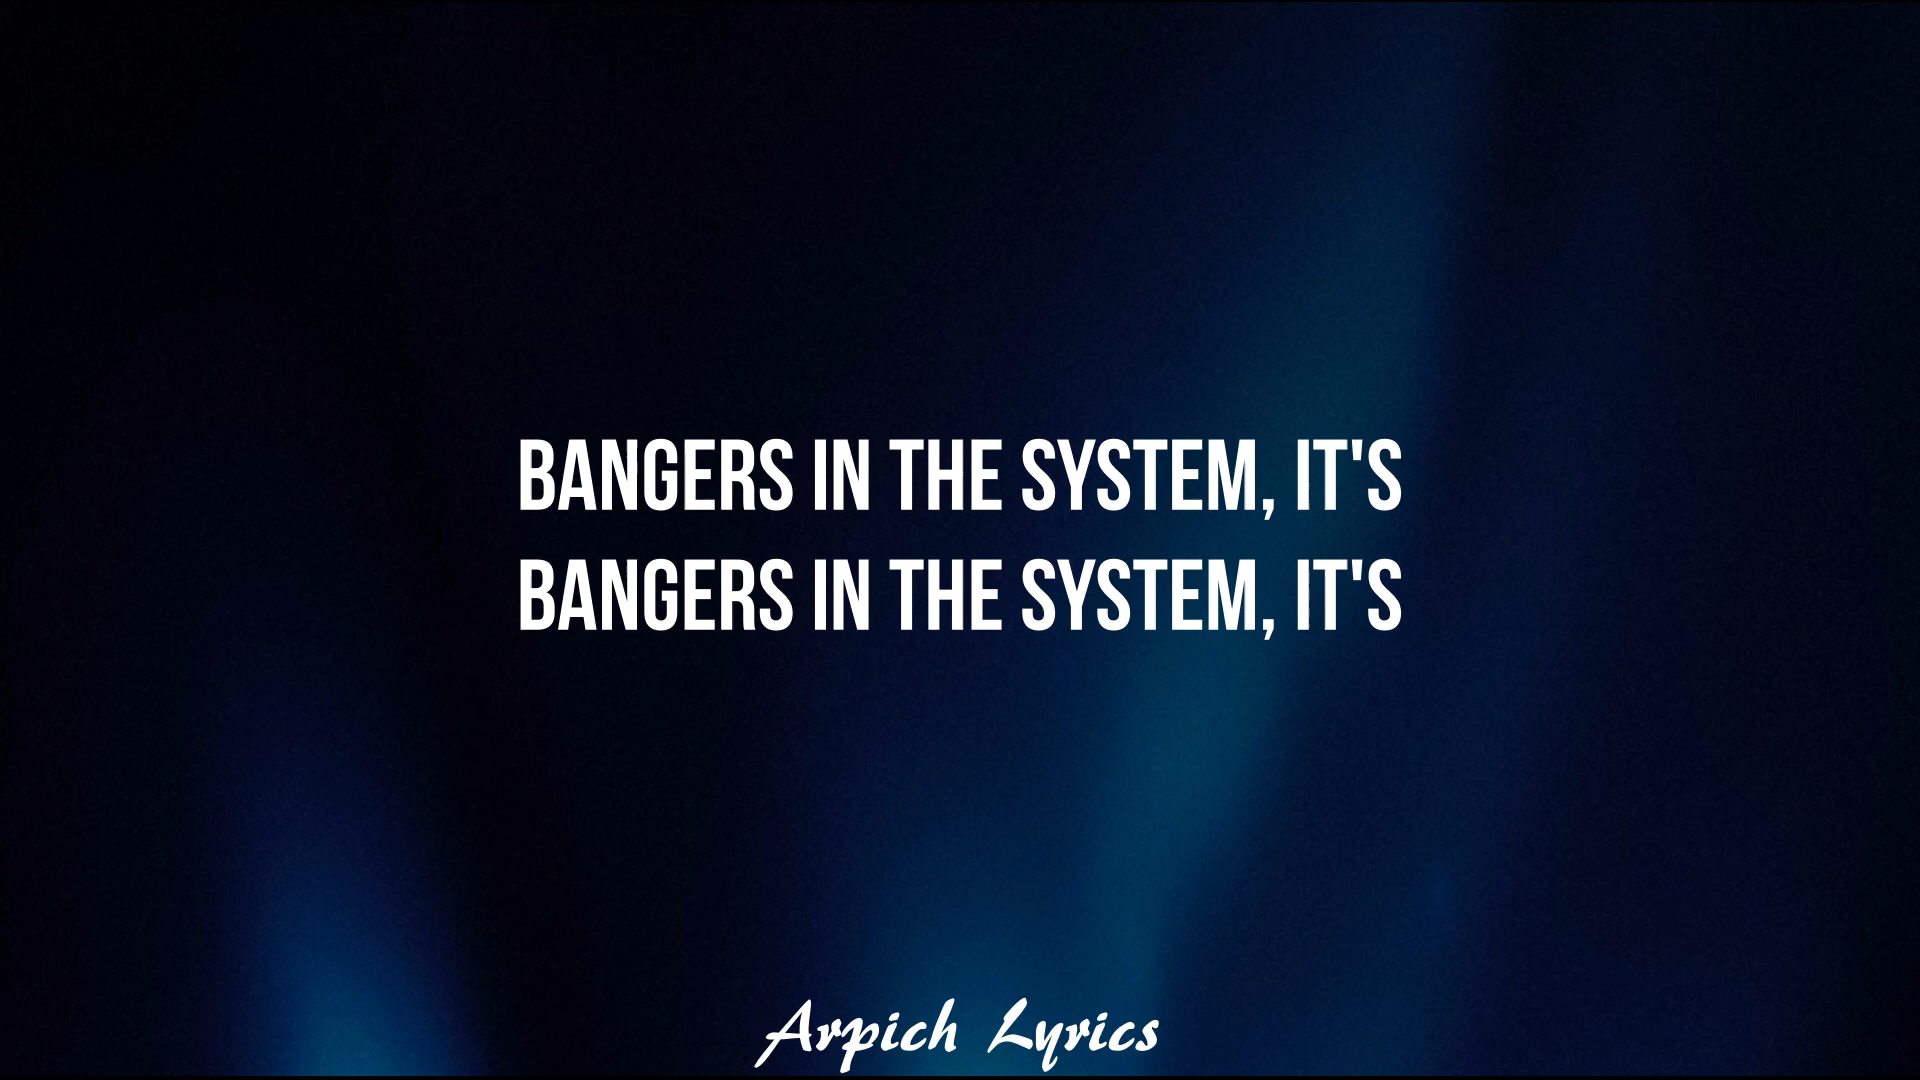 BANGERS IN THE SYSTEM, IT'S
BANGERS IN THE SYSTEM, IT'S
Arpich Lyrics